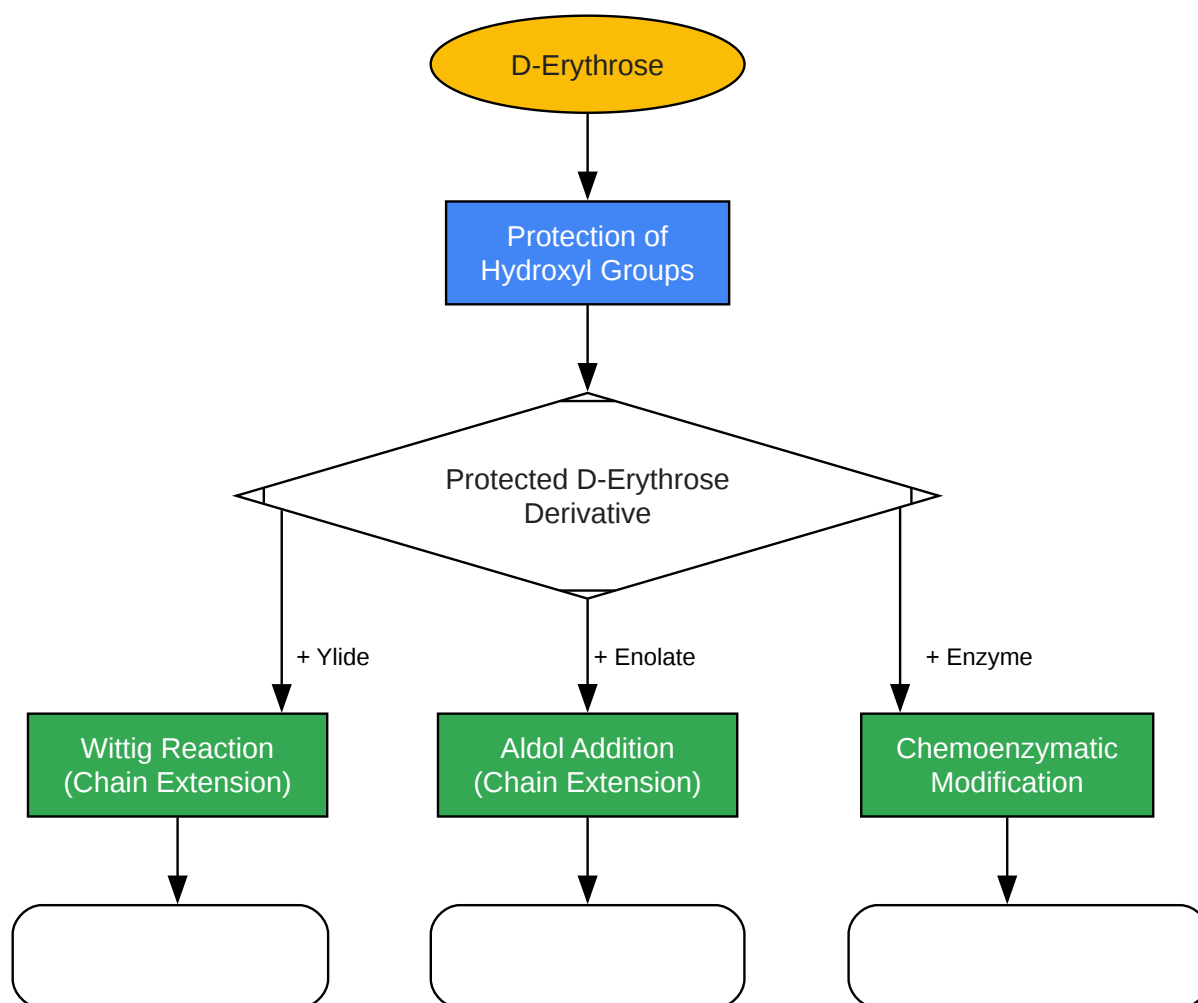 D-Erythrose
Protection of
Hydroxyl Groups
Protected D-Erythrose
Derivative
+ Ylide
+ Enolate
+ Enzyme
Wittig Reaction
(Chain Extension)
Aldol Addition
(Chain Extension)
Chemoenzymatic
Modification